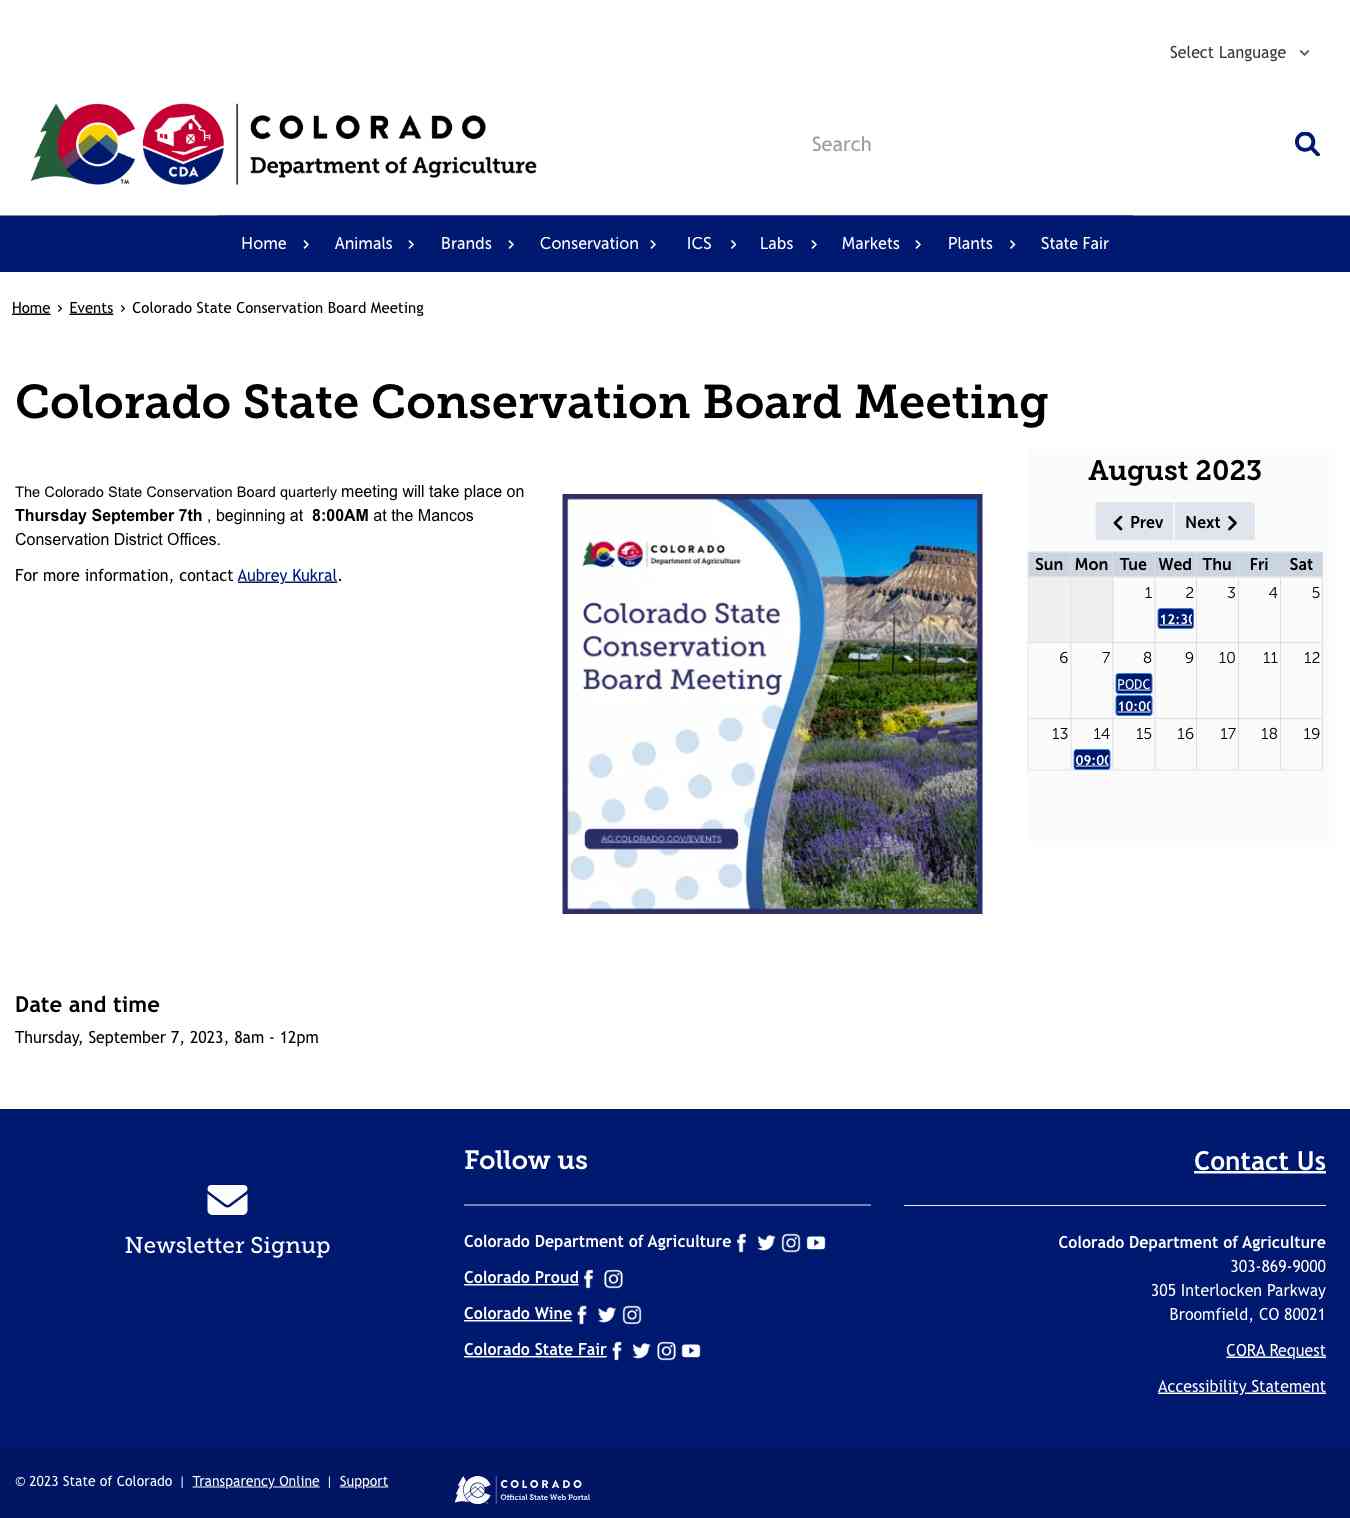 Select Language
COLORADO
Department of Agriculture
CDA
TM
Search
Home Animals Brands Conservation ICS Labs Markets Plants State Fair
Home › Events › Colorado State Conservation Board Meeting
Colorado State Conservation Board Meeting
The Colorado State Conservation Board quarterly meeting will take place on
Thursday September 7th , beginning at 8:00AM at the Mancos
Conservation District Offices.
For more information, contact Aubrey Kukral.
COLORADO
Department of Agriculture
Colorado State
Conservation
Board Meeting
AG.COLORADO.GOV/EVENTS
August 2023
Prev Next
Sun Mon Tue Wed Thu Fri Sat
1 2 3 4 5
12:30
6 7 8 9 10 11 12
PODC
10:00
13 14 15 16 17 18 19
09:00
Date and time
Thursday, September 7, 2023, 8am - 12pm
Newsletter Signup
Follow us
Colorado Department of Agriculture
Colorado Proud
Colorado Wine
Colorado State Fair
Contact Us
Colorado Department of Agriculture
303-869-9000
305 Interlocken Parkway
Broomfield, CO 80021
CORA Request
Accessibility Statement
© 2023 State of Colorado | Transparency Online | Support
COLORADO
Official State Web Portal